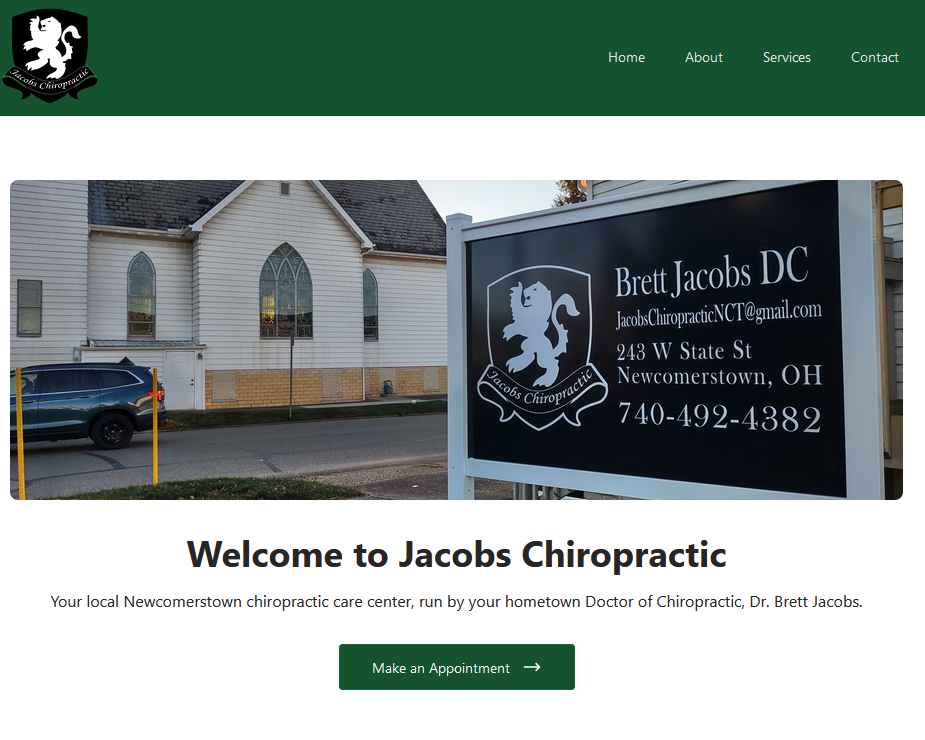 Jacobs Chiropractic
Home
About
Services
Contact
Brett Jacobs DC
JacobsChiropracticNCT@gmail.com
243 W State St
Newcomerstown, OH
740-492-4382
Jacobs Chiropractic
Welcome to Jacobs Chiropractic
Your local Newcomerstown chiropractic care center, run by your hometown Doctor of Chiropractic, Dr. Brett Jacobs.
Make an Appointment →